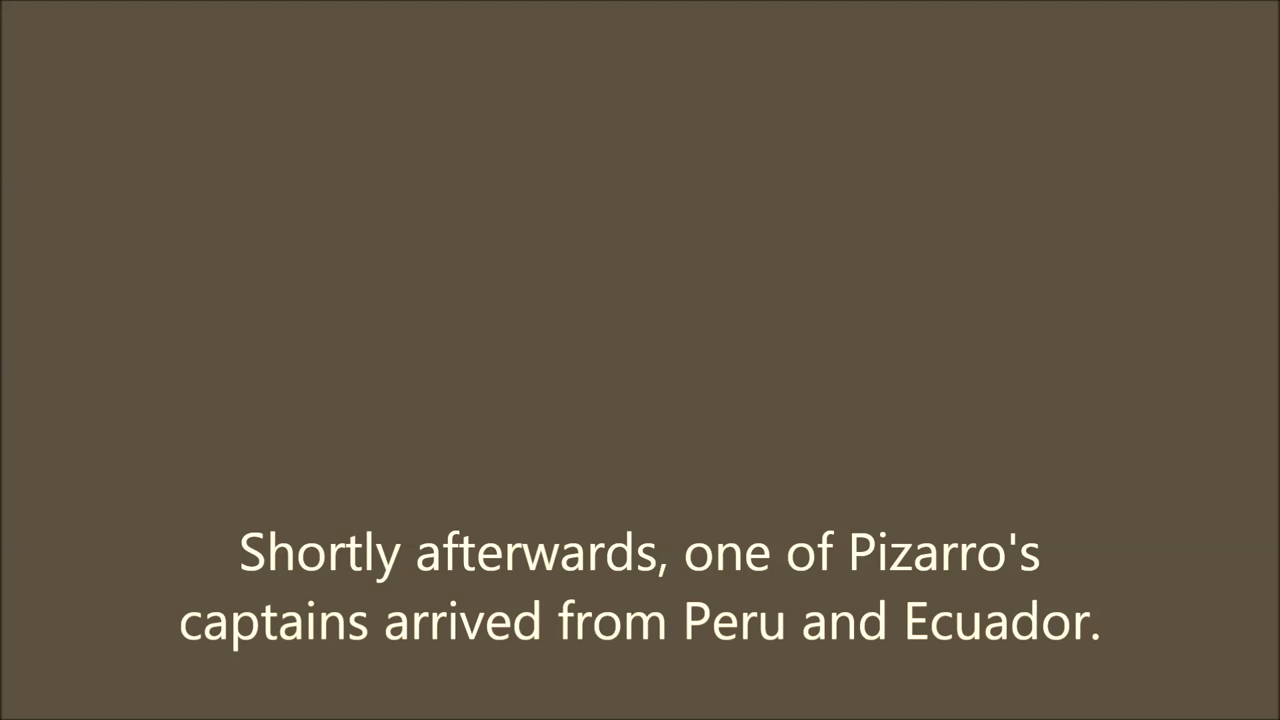 Shortly afterwards, one of Pizarro's
captains arrived from Peru and Ecuador.